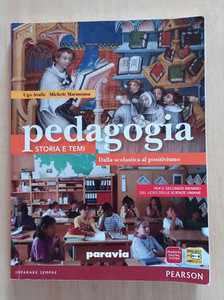 Ugo Avalle Michele Maranzana
pedagogia
STORIA E TEMI
Dalla scolastica al positivismo
PER IL SECONDO BIENNIO
DEL LICEO DELLE SCIENZE UMANE
paravia
IMPARARE SEMPRE
PEARSON